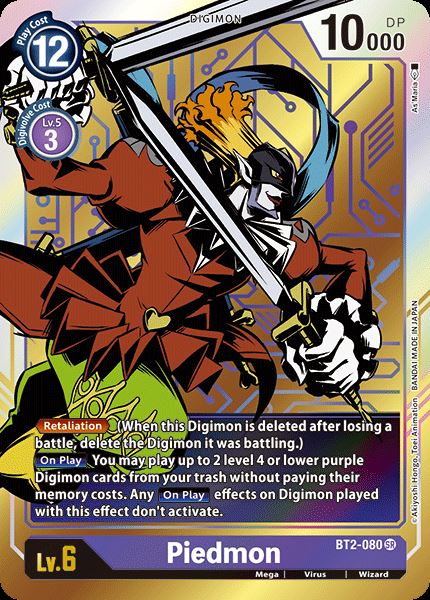 Play Cost
12
DIGIMON
DP
10000
Digivolve Cost
Lv.5
3
As'Maria
©Akiyoshi Hongo, Toei Animation BANDAI MADE IN JAPAN
Retaliation (When this Digimon is deleted after losing a
battle, delete the Digimon it was battling.)
On Play You may play up to 2 level 4 or lower purple
Digimon cards from your trash without paying their
memory costs. Any On Play effects on Digimon played
with this effect don't activate.
Lv.6
Piedmon
BT2-080 SR
Mega | Virus | Wizard